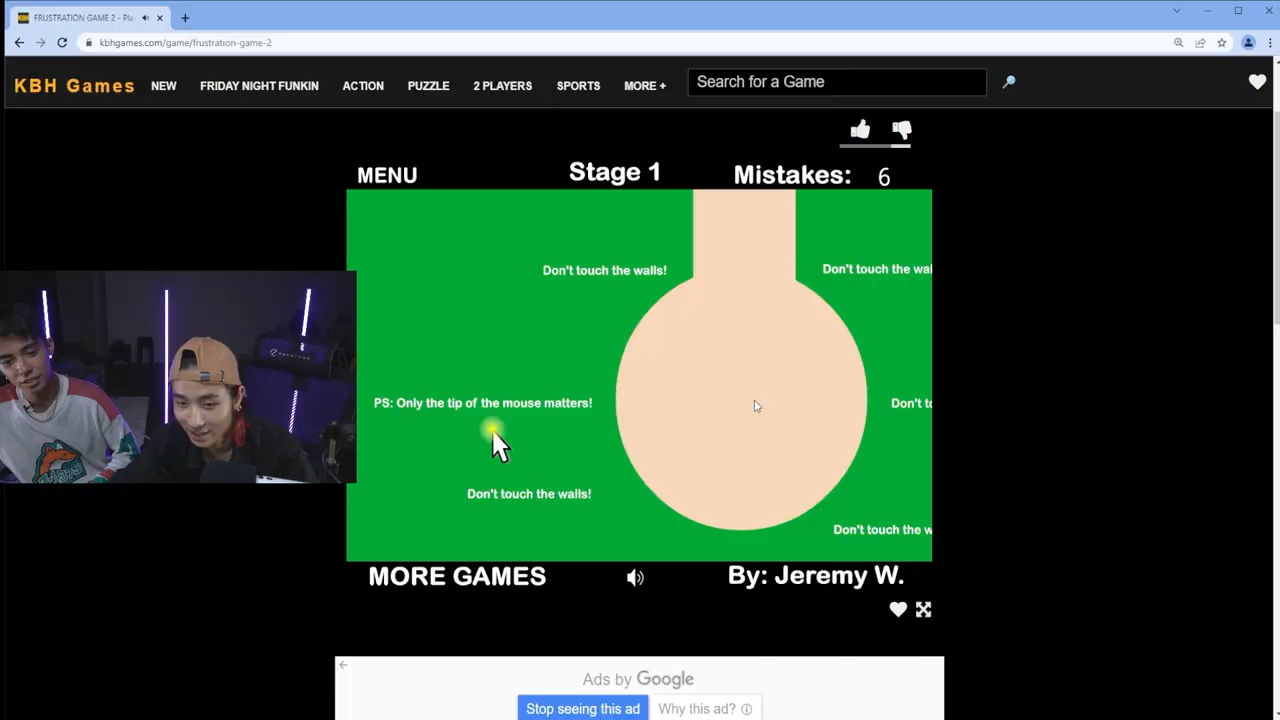 FRUSTRATION GAME 2 - Pla
kbhgames.com/game/frustration-game-2
KBH Games
NEW
FRIDAY NIGHT FUNKIN
ACTION
PUZZLE
2 PLAYERS
SPORTS
MORE +
Search for a Game
MENU
Stage 1
Mistakes: 6
Don't touch the walls!
Don't touch the wal
PS: Only the tip of the mouse matters!
Don't to
Don't touch the walls!
Don't touch the w
MORE GAMES
By: Jeremy W.
Ads by Google
Stop seeing this ad
Why this ad?